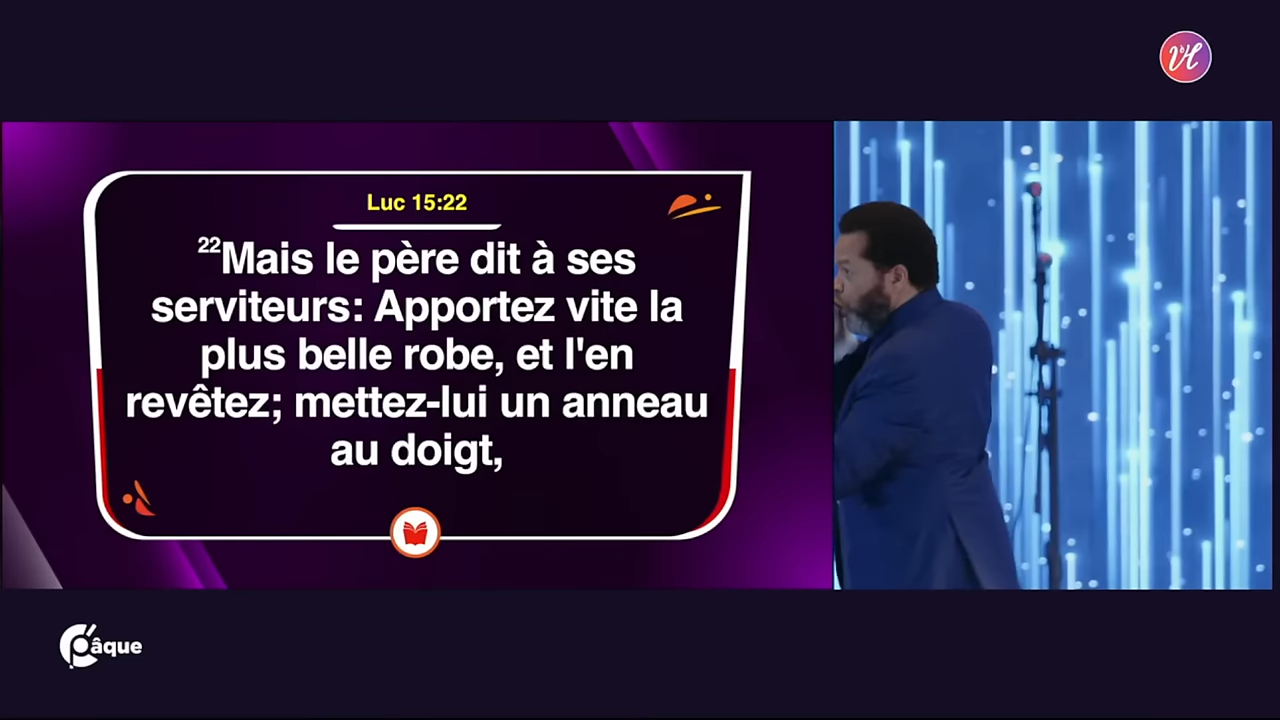 Luc 15:22
²²Mais le père dit à ses
serviteurs: Apportez vite la
plus belle robe, et l'en
revêtez; mettez-lui un anneau
au doigt,
Pâque